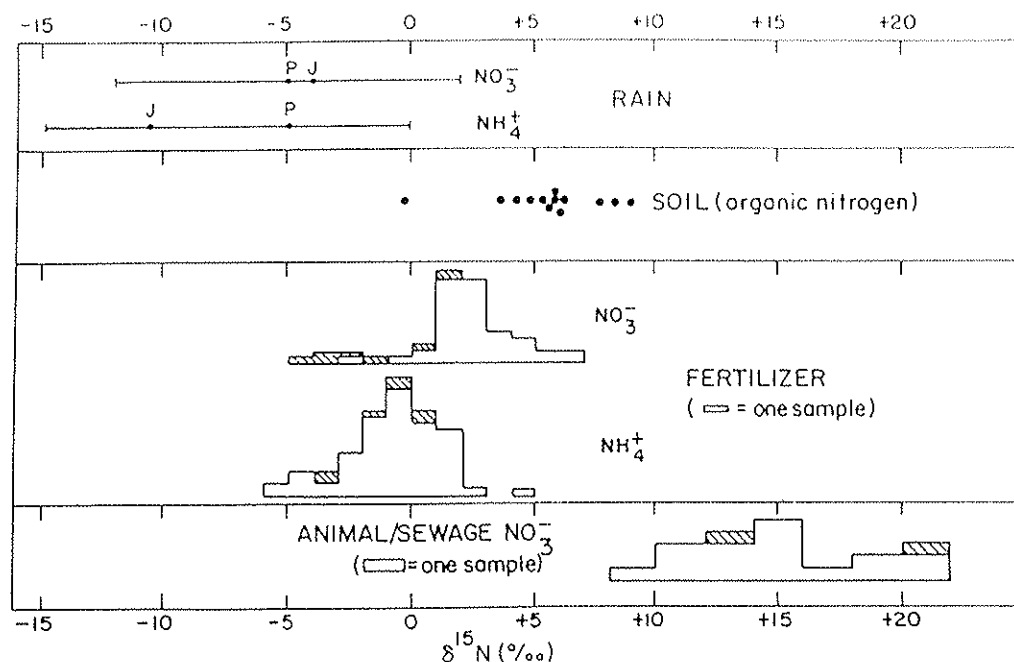 -15 -10 -5 0 +5 +10 +15 +20
P J
NO₃⁻
J P
NH₄⁺
RAIN
SOIL (organic nitrogen)
NO₃⁻
FERTILIZER
( = one sample)
NH₄⁺
ANIMAL/SEWAGE NO₃⁻
( = one sample)
-15 -10 -5 0 +5 +10 +15 +20
δ¹⁵N (‰)